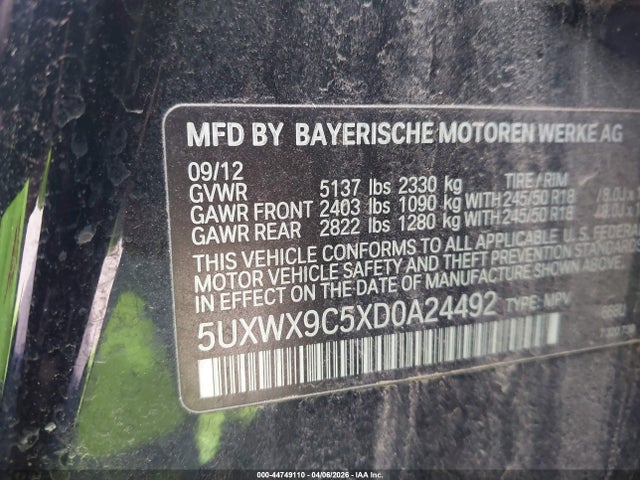 MFD BY BAYERISCHE MOTOREN WERKE AG
09/12
GVWR 5137 lbs 2330 kg TIRE/RIM
GAWR FRONT 2403 lbs 1090 kg WITH 245/50 R18
GAWR REAR 2822 lbs 1280 kg WITH 245/50 R18
THIS VEHICLE CONFORMS TO ALL APPLICABLE U.S. FEDE
MOTOR VEHICLE SAFETY AND THEFT PREVENTION STANDARD
IN EFFECT ON THE DATE OF MANUFACTURE SHOWN ABOVE.
5UXWX9C5XD0A24492 TYPE: MPV
000-44749110 - 04/06/2026 - IAA Inc.